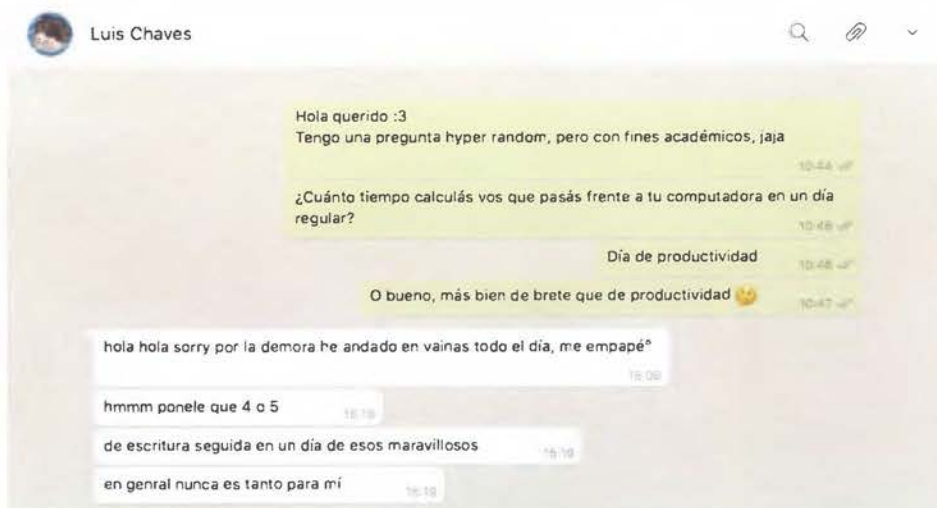 Luis Chaves
Hola querido :3
Tengo una pregunta hyper random, pero con fines académicos, jaja
10:44
¿Cuánto tiempo calculás vos que pasás frente a tu computadora en un día
regular?
10:46
Día de productividad
10:46
O bueno, más bien de brete que de productividad 🤔
10:47
hola hola sorry por la demora he andado en vainas todo el día, me empapé°
16:09
hmmm ponele que 4 o 5
16:19
de escritura seguida en un día de esos maravillosos
16:19
en genral nunca es tanto para mí
16:19